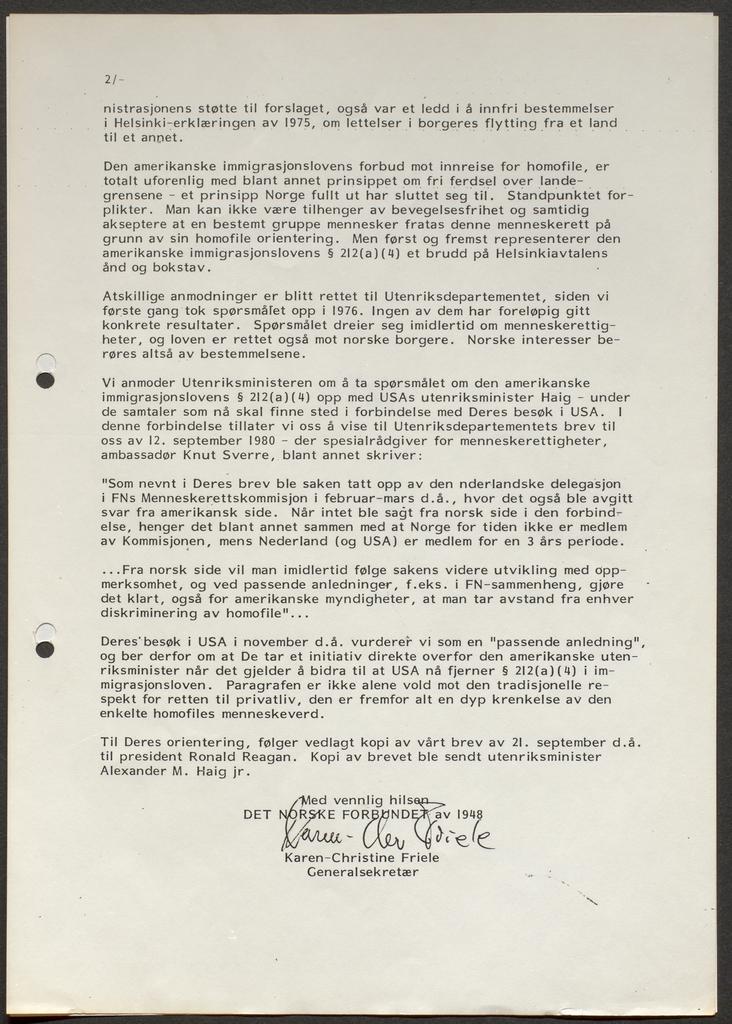 2/-
nistrasjonens støtte til forslaget, også var et ledd i å innfri bestemmelser
i Helsinki-erklæringen av 1975, om lettelser i borgeres flytting fra et land
til et annet.
Den amerikanske immigrasjonslovens forbud mot innreise for homofile, er
totalt uforenlig med blant annet prinsippet om fri ferdsel over lande-
grensene - et prinsipp Norge fullt ut har sluttet seg til. Standpunktet for-
plikter. Man kan ikke være tilhenger av bevegelsesfrihet og samtidig
akseptere at en bestemt gruppe mennesker fratas denne menneskerett på
grunn av sin homofile orientering. Men først og fremst representerer den
amerikanske immigrasjonslovens § 212(a)(4) et brudd på Helsinkiavtalens
ånd og bokstav.
Atskillige anmodninger er blitt rettet til Utenriksdepartementet, siden vi
første gang tok spørsmålet opp i 1976. Ingen av dem har foreløpig gitt
konkrete resultater. Spørsmålet dreier seg imidlertid om menneskerettig-
heter, og loven er rettet også mot norske borgere. Norske interesser be-
røres altså av bestemmelsene.
Vi anmoder Utenriksministeren om å ta spørsmålet om den amerikanske
immigrasjonslovens § 212(a)(4) opp med USAs utenriksminister Haig - under
de samtaler som nå skal finne sted i forbindelse med Deres besøk i USA. I
denne forbindelse tillater vi oss å vise til Utenriksdepartementets brev til
oss av 12. september 1980 - der spesialrådgiver for menneskerettigheter,
ambassadør Knut Sverre, blant annet skriver:
"Som nevnt i Deres brev ble saken tatt opp av den nderlandske delegasjon
i FNs Menneskerettskommisjon i februar-mars d.å., hvor det også ble avgitt
svar fra amerikansk side. Når intet ble sagt fra norsk side i den forbind-
else, henger det blant annet sammen med at Norge for tiden ikke er medlem
av Kommisjonen, mens Nederland (og USA) er medlem for en 3 års periode.
...Fra norsk side vil man imidlertid følge sakens videre utvikling med opp-
merksomhet, og ved passende anledninger, f.eks. i FN-sammenheng, gjøre
det klart, også for amerikanske myndigheter, at man tar avstand fra enhver
diskriminering av homofile"...
Deres besøk i USA i november d.å. vurderer vi som en "passende anledning",
og ber derfor om at De tar et initiativ direkte overfor den amerikanske uten-
riksminister når det gjelder å bidra til at USA nå fjerner § 212(a)(4) i im-
migrasjonsloven. Paragrafen er ikke alene vold mot den tradisjonelle re-
spekt for retten til privatliv, den er fremfor alt en dyp krenkelse av den
enkelte homofiles menneskeverd.
Til Deres orientering, følger vedlagt kopi av vårt brev av 21. september d.å.
til president Ronald Reagan. Kopi av brevet ble sendt utenriksminister
Alexander M. Haig jr.
Med vennlig hilsen
DET NORSKE FORBUNDET av 1948
Karen-Chr Friele
Karen-Christine Friele
Generalsekretær